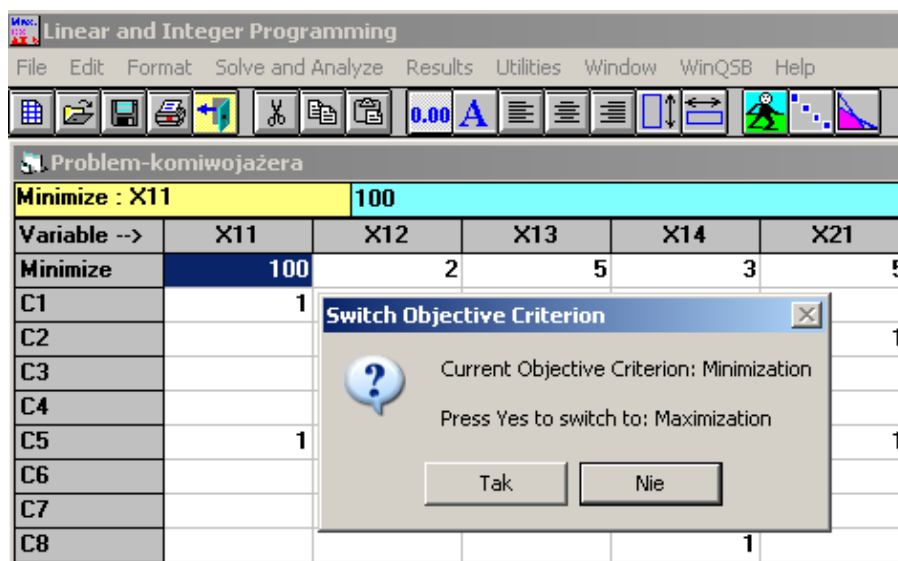 Linear and Integer Programming
File Edit Format Solve and Analyze Results Utilities Window WinQSB Help
0.00 A
Problem-komiwojażera
Minimize : X11 100
Variable --> X11 X12 X13 X14 X21
Minimize 100 2 5 3
C1 1
C2 1
C3
C4
C5 1 1
C6
C7
C8 1
Switch Objective Criterion
Current Objective Criterion: Minimization
Press Yes to switch to: Maximization
Tak Nie